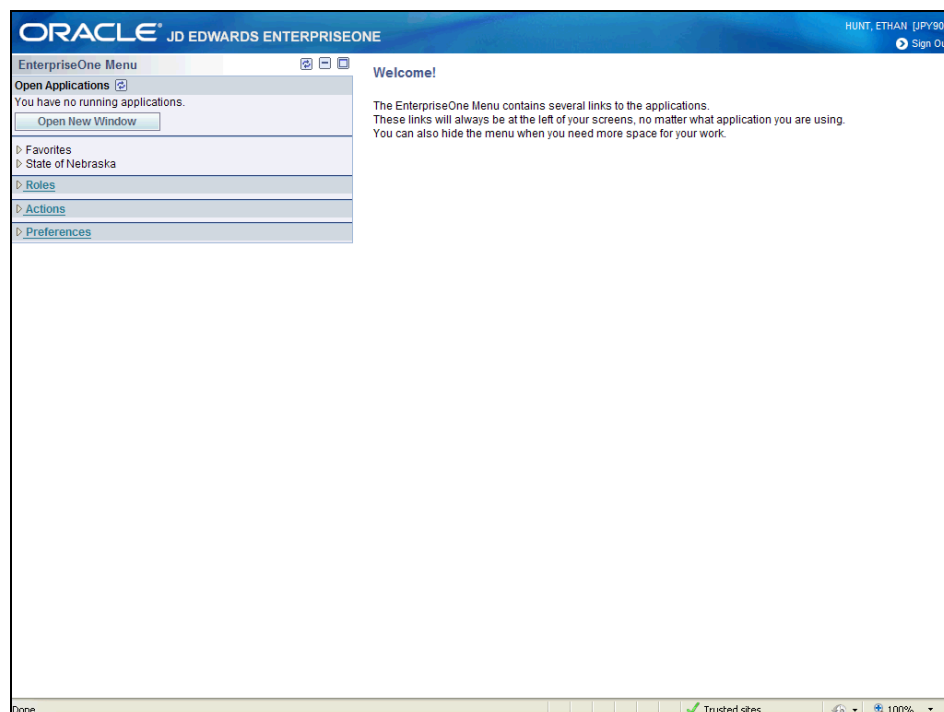 ORACLE® JD EDWARDS ENTERPRISEONE
HUNT, ETHAN [JPY90
Sign Ou
EnterpriseOne Menu
Open Applications
You have no running applications.
Open New Window
Favorites
State of Nebraska
Roles
Actions
Preferences
Welcome!
The EnterpriseOne Menu contains several links to the applications.
These links will always be at the left of your screens, no matter what application you are using.
You can also hide the menu when you need more space for your work.
Done
Trusted sites
100%